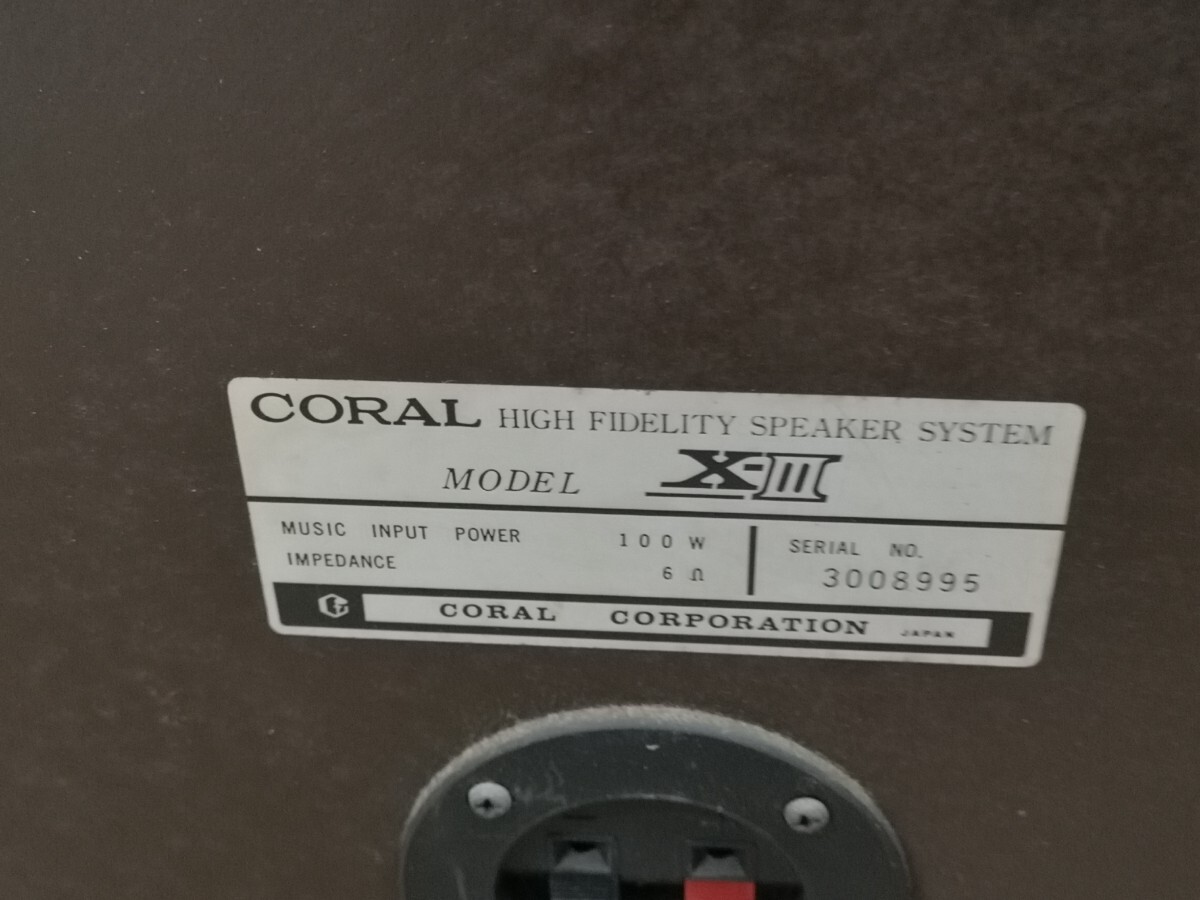 CORAL HIGH FIDELITY SPEAKER SYSTEM
MODEL X-III
MUSIC INPUT POWER 100 W
IMPEDANCE 6 Ω
SERIAL NO.
3008995
CORAL CORPORATION JAPAN